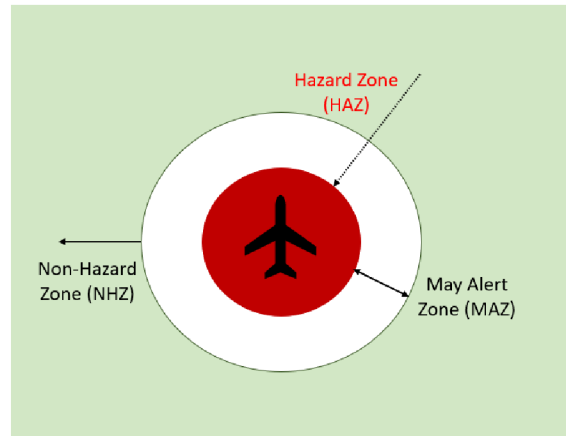 Hazard Zone
(HAZ)
Non-Hazard
Zone (NHZ)
May Alert
Zone (MAZ)